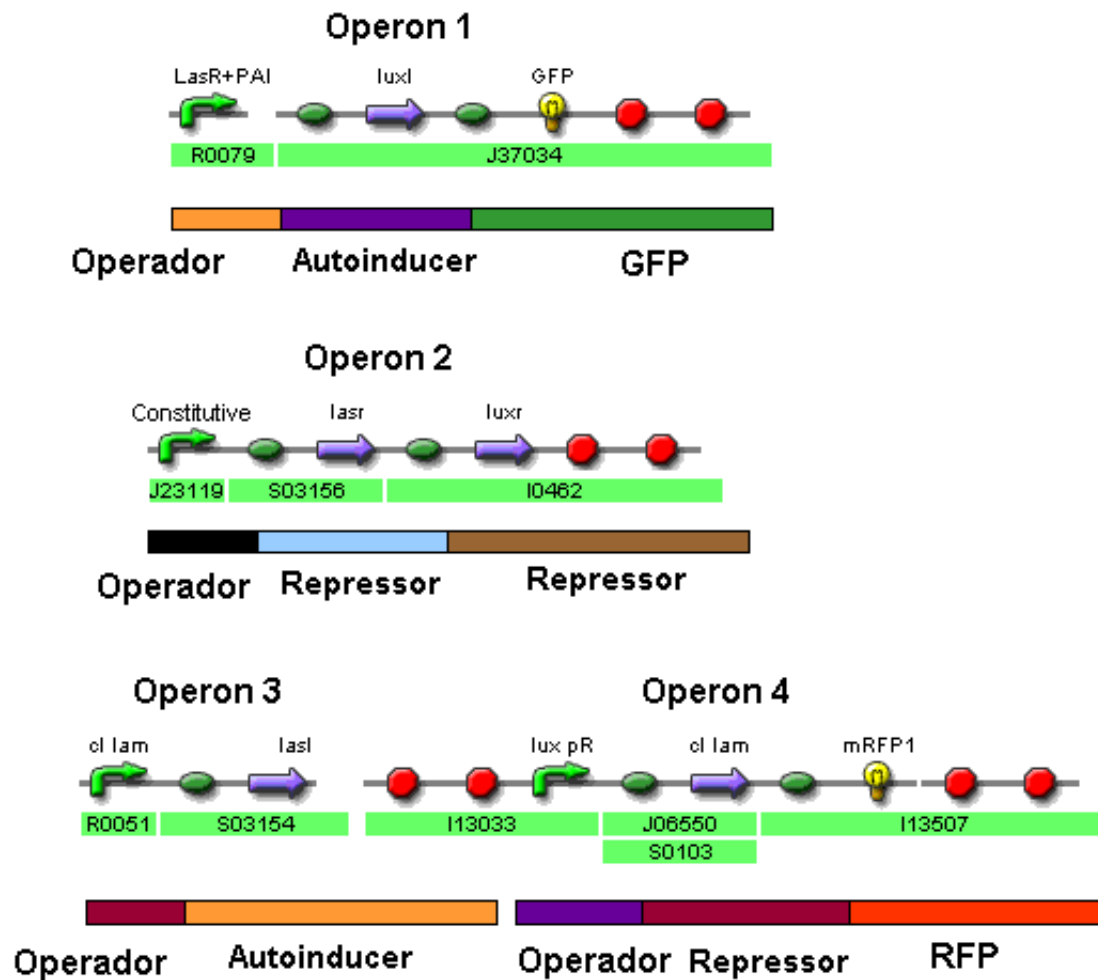 Operon 1
LasR+PAI luxI GFP
R0079 J37034
Operador Autoinducer GFP
Operon 2
Constitutive lasr luxr
J23119 S03156 I0462
Operador Repressor Repressor
Operon 3 Operon 4
cI lam lasI lux pR cI lam mRFP1
R0051 S03154 I13033 J06550 I13507
S0103
Operador Autoinducer Operador Repressor RFP